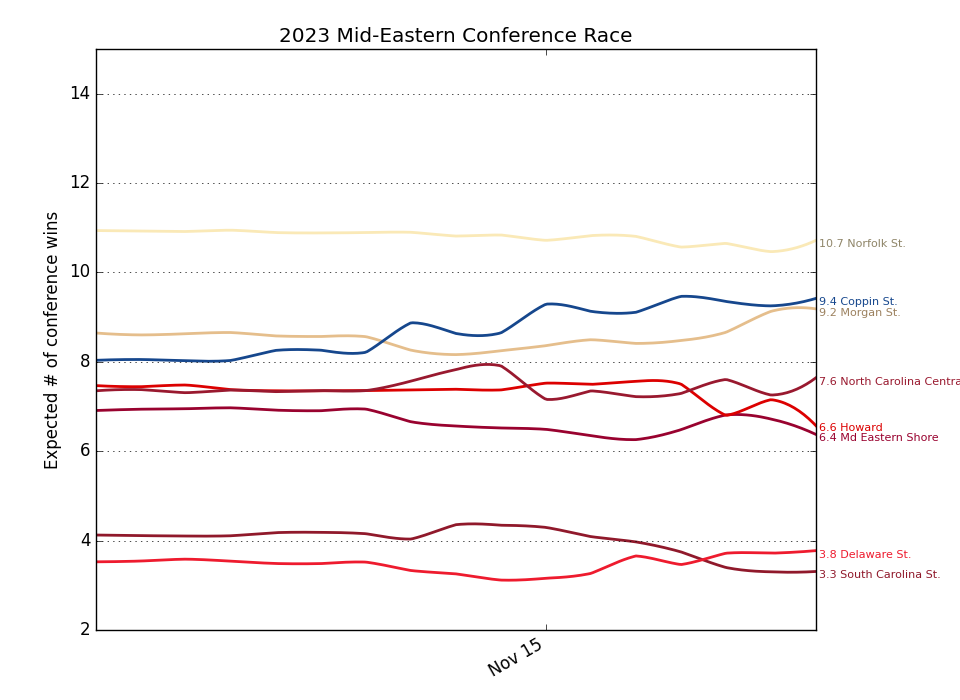 2023 Mid-Eastern Conference Race
Expected # of conference wins
14
12
10
8
6
4
2
Nov 15
10.7 Norfolk St.
9.4 Coppin St.
9.2 Morgan St.
7.6 North Carolina Centra
6.6 Howard
6.4 Md Eastern Shore
3.8 Delaware St.
3.3 South Carolina St.